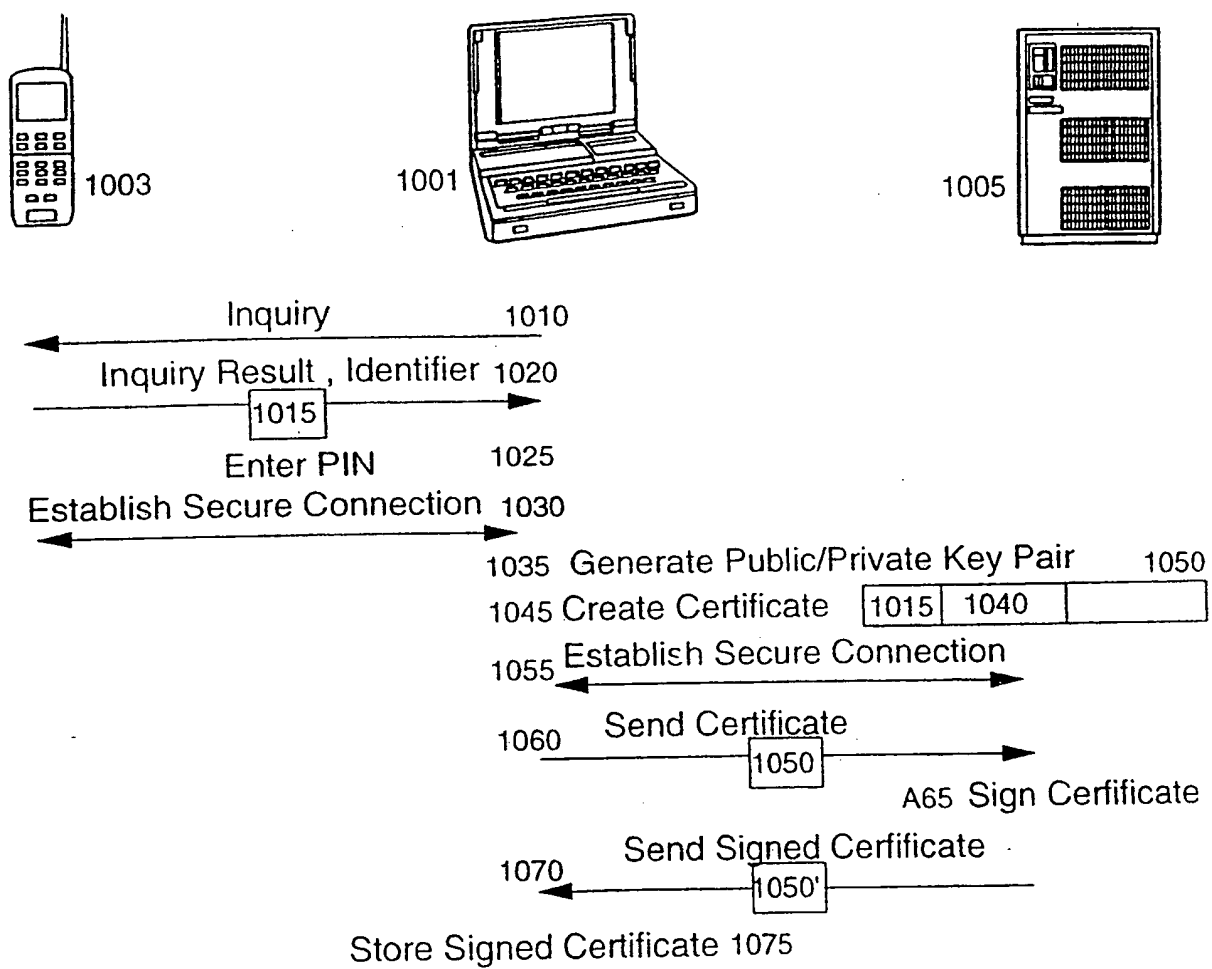 1003
1001
1005
Inquiry 1010
Inquiry Result , Identifier 1020
1015
Enter PIN 1025
Establish Secure Connection 1030
1035 Generate Public/Private Key Pair 1050
1045 Create Certificate 1015 1040
1055 Establish Secure Connection
1060 Send Certificate
1050
A65 Sign Cerfificate
Send Signed Cerfificate
1070
1050'
Store Signed Certificate 1075